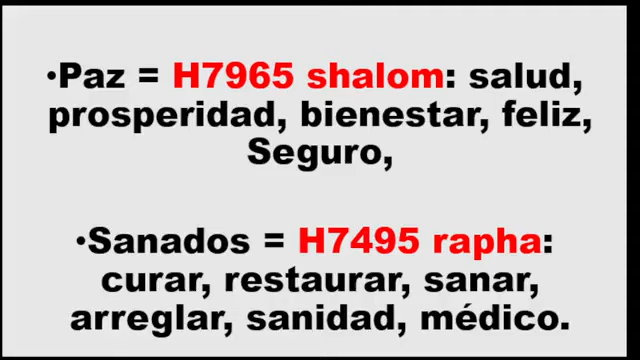 •Paz = H7965 shalom: salud,
prosperidad, bienestar, feliz,
Seguro,
•Sanados = H7495 rapha:
curar, restaurar, sanar,
arreglar, sanidad, médico.